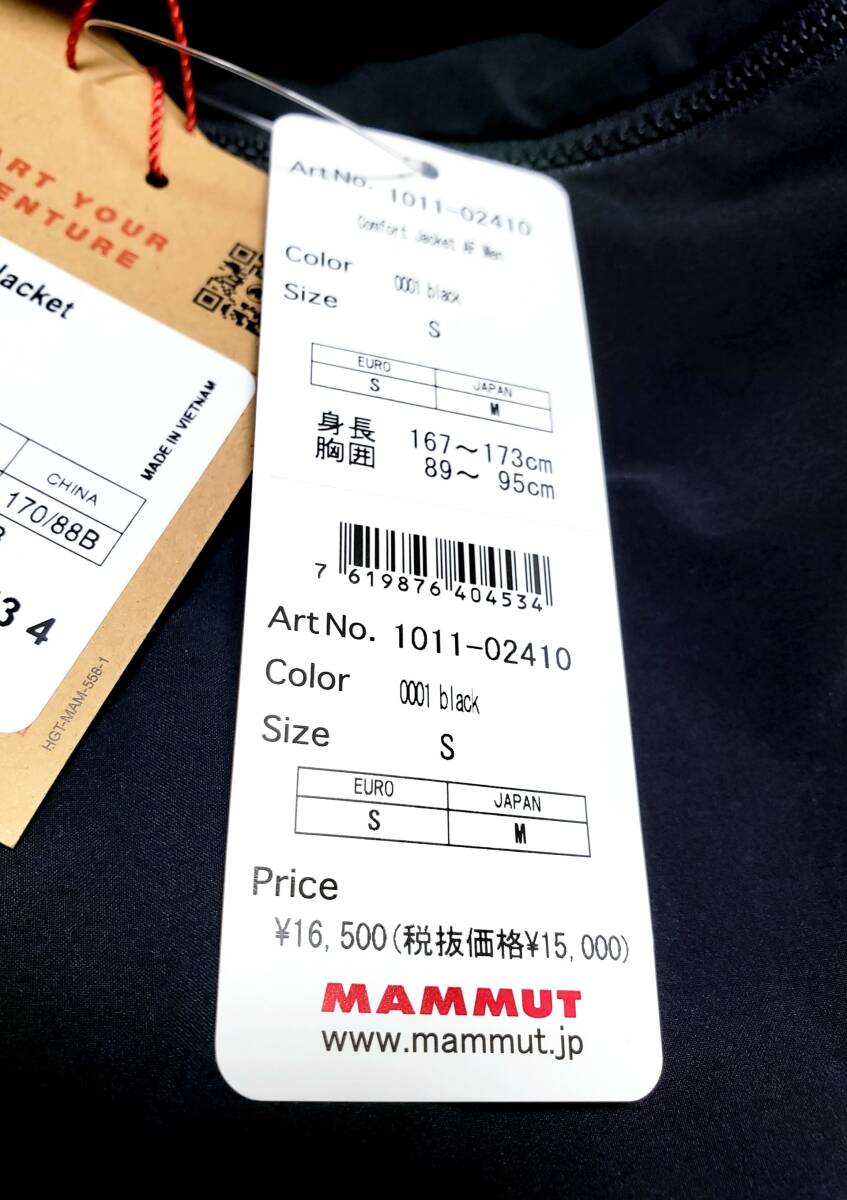 ART YOUR
ENTURE
Jacket
MADE IN VIETNAM
CHINA
170/88B
3 4
HGT-MAM-558-1
Art No. 1011-02410
Comfort Jacket AF Men
Color 0001 black
Size S
EURO JAPAN
S M
身長 167～173cm
胸囲 89～ 95cm
7 619876 404534
Art No. 1011-02410
Color 0001 black
Size S
EURO JAPAN
S M
Price
¥16,500(税抜価格¥15,000)
MAMMUT
www.mammut.jp